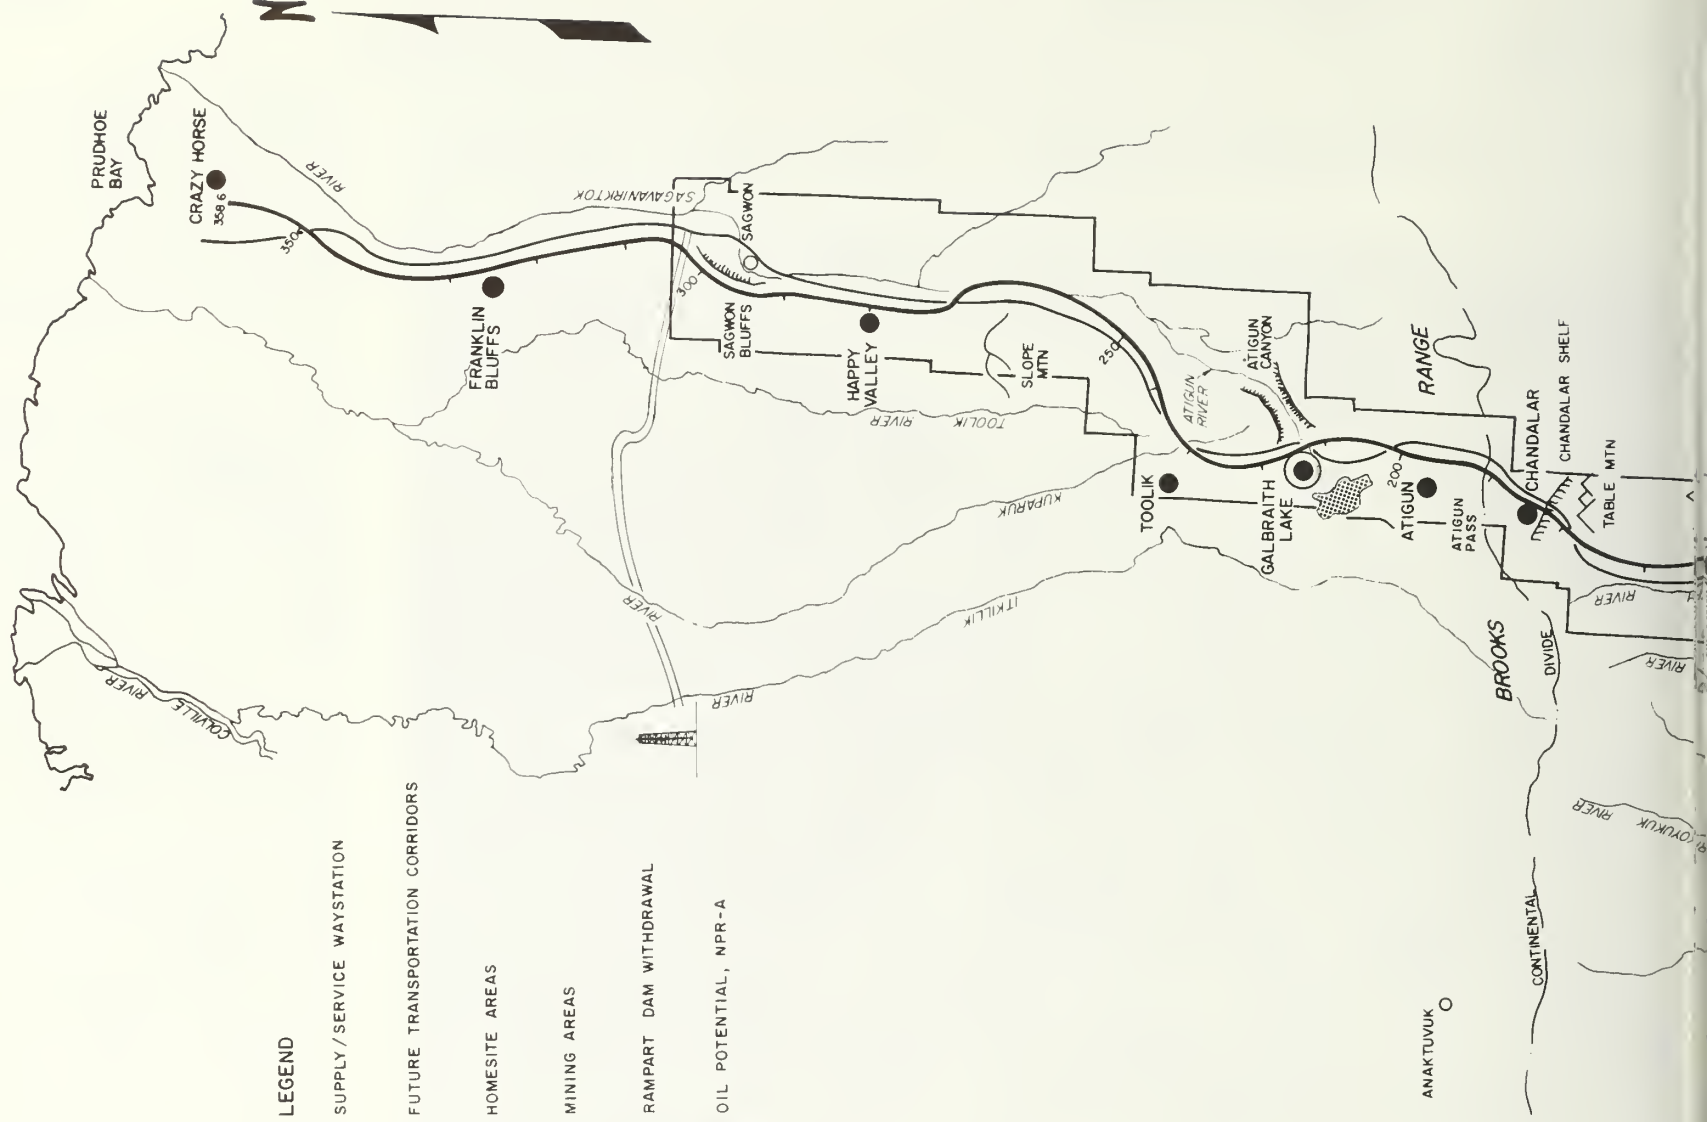 N
PRUDHOE
BAY
CRAZY HORSE
358.6
350
RIVER
SAGAVANIRKTOK
FRANKLIN
BLUFFS
SAGWON
300
SAGWON
BLUFFS
HAPPY
VALLEY
SLOPE
MTN
250
TOOLIK
RIVER
ATIGUN
RIVER
ATIGUN
CANYON
KUPARUK
RIVER
TOOLIK
GALBRAITH
LAKE
ITKILLIK
RIVER
COLVILLE
RIVER
200
ATIGUN
ATIGUN
PASS
BROOKS
RANGE
CHANDALAR
CHANDALAR SHELF
TABLE MTN
CONTINENTAL
DIVIDE
RIVER
RIVER
RIVER
ANAKTUVUK
LEGEND
SUPPLY/SERVICE WAYSTATION
FUTURE TRANSPORTATION CORRIDORS
HOMESITE AREAS
MINING AREAS
RAMPART DAM WITHDRAWAL
OIL POTENTIAL, NPR-A